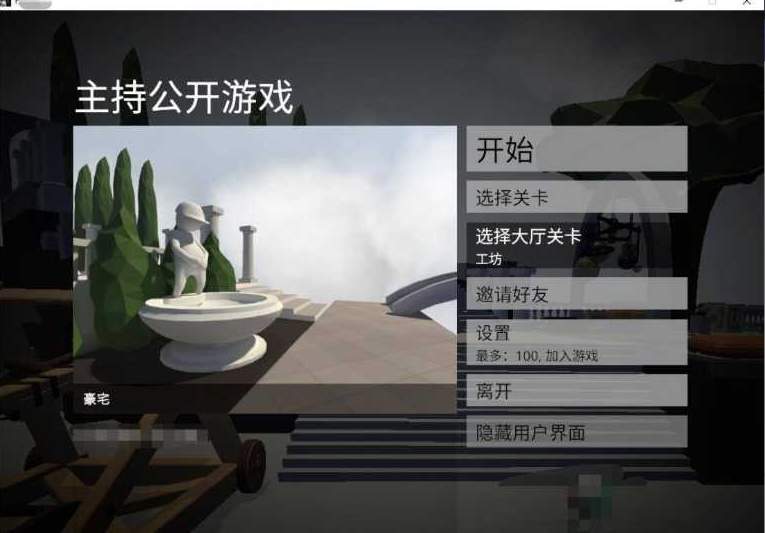 主持公开游戏
开始
选择关卡
选择大厅关卡
工坊
邀请好友
设置
最多：100, 加入游戏
离开
隐藏用户界面
豪宅